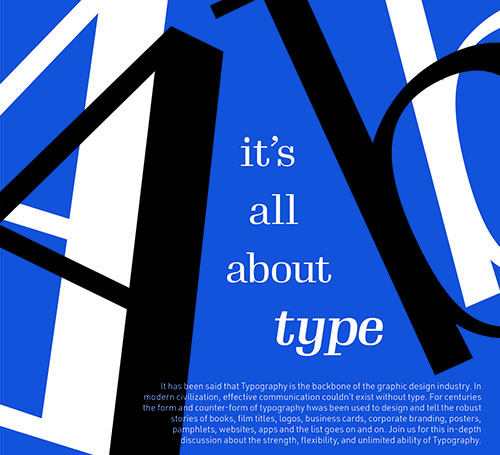 A
A
b
b
it's
all
about
type
It has been said that Typography is the backbone of the graphic design industry. In
modern civilization, effective communication couldn't exist without type. For centuries
the form and counter-form of typography hwas been used to design and tell the robust
stories of books, film titles, logos, business cards, corporate branding, posters,
pamphlets, websites, apps and the list goes on and on. Join us for this in-depth
discussion about the strength, flexibility, and unlimited ability of Typography.